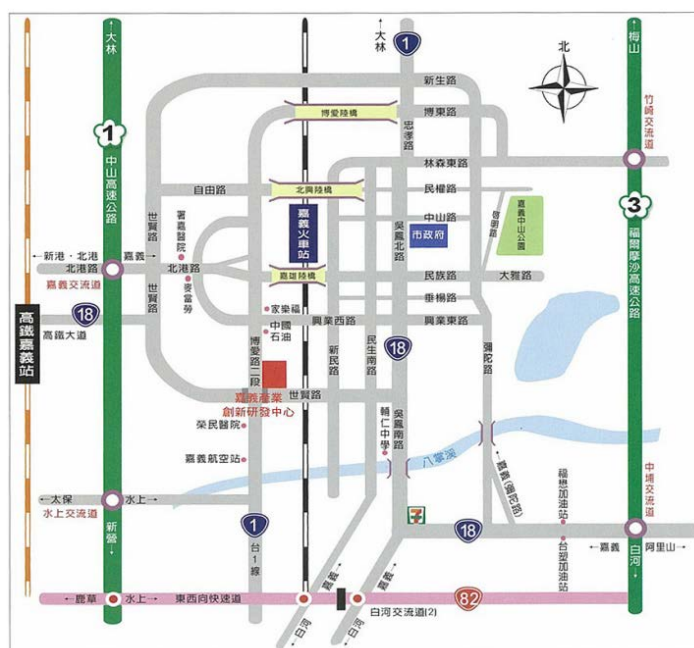 大林
1
大林
梅山
新生路
北
博愛陸橋
博東路
忠孝路
竹崎交流道
1
中山高速公路
林森東路
自由路
北興陸橋
民權路
世賢路
署嘉醫院
嘉義火車站
吳鳳北路
中山路
市政府
啓明路
嘉義中山公園
3
福爾摩沙高速公路
新港·北港
嘉義
北港路
北港路
嘉義交流道
麥當勞
嘉雄陸橋
民族路
大雅路
世賢路
垂楊路
18
高鐵大道
高鐵嘉義站
家樂福
中國石油
興業西路
興業東路
博愛路二段
新民路
民生南路
18
彌陀路
世賢路
嘉義產業
創新研發中心
吳鳳南路
輔仁中學
榮民醫院
嘉義航空站
八掌溪
嘉義(彌陀路)
福懋加油站
中埔交流道
太保
水上
水上交流道
新營
1
台1線
7
ELEVEN
18
台塑加油站
嘉義
阿里山
白河
嘉義
嘉義
鹿草
水上
東西向快速道
82
白河交流道(2)
白河
白河